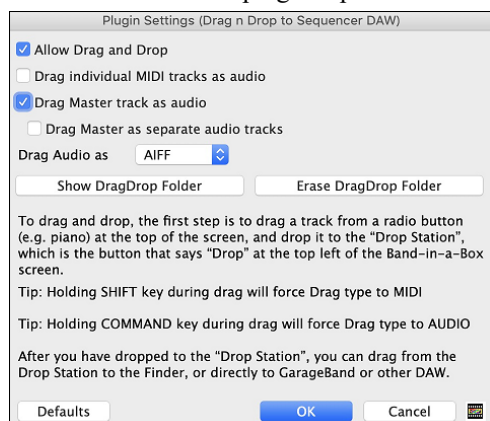 Plugin Settings (Drag n Drop to Sequencer DAW)
Allow Drag and Drop
Drag individual MIDI tracks as audio
Drag Master track as audio
Drag Master as separate audio tracks
Drag Audio as AIFF
Show DragDrop Folder Erase DragDrop Folder
To drag and drop, the first step is to drag a track from a radio button
(e.g. piano) at the top of the screen, and drop it to the “Drop Station”,
which is the button that says “Drop” at the top left of the Band-in-a-Box
screen.
Tip: Holding SHIFT key during drag will force Drag type to MIDI
Tip: Holding COMMAND key during drag will force Drag type to AUDIO
After you have dropped to the “Drop Station”, you can drag from the
Drop Station to the Finder, or directly to GarageBand or other DAW.
Defaults OK Cancel